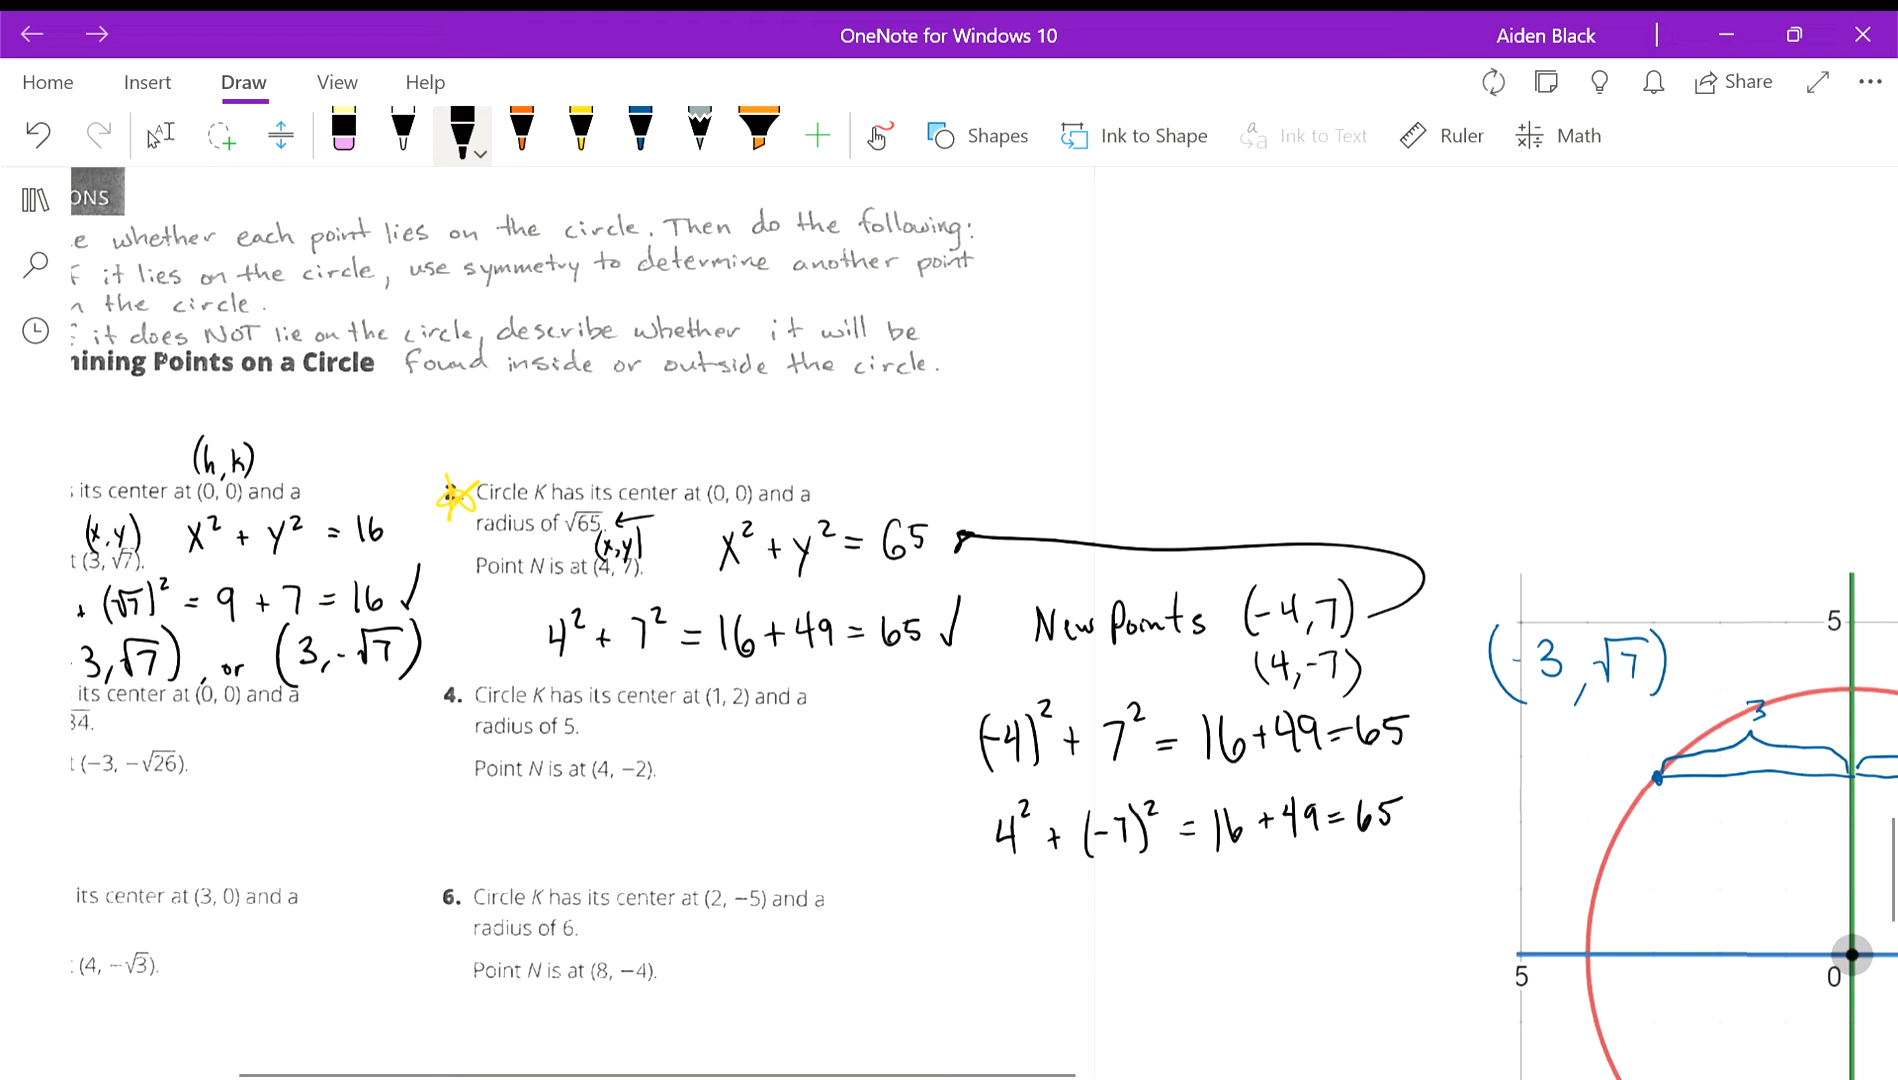 OneNote for Windows 10
Aiden Black
Home Insert Draw View Help
Share
Shapes
Ink to Shape
Ink to Text
Ruler
Math
ONS
e whether each point lies on the circle. Then do the following:
f it lies on the circle, use symmetry to determine another point
n the circle.
it does NOT lie on the circle, describe whether it will be
nining Points on a Circle found inside or outside the circle.
(h, k)
its center at (0, 0) and a
(x, y) x² + y² = 16
t (3, √7).
+ (√7)² = 9 + 7 = 16 ✓
3, √7), or (3, -√7)
Circle K has its center at (0, 0) and a
radius of √65. ←
(x, y)
Point N is at (4, 7).
x² + y² = 65
4² + 7² = 16 + 49 = 65 ✓
New Points (-4, 7)
(4, -7)
(-4)² + 7² = 16 + 49 = 65
4² + (-7)² = 16 + 49 = 65
its center at (0, 0) and a
34.
t (−3, −√26).
4. Circle K has its center at (1, 2) and a
radius of 5.
Point N is at (4, −2).
its center at (3, 0) and a
(4, −√3).
6. Circle K has its center at (2, −5) and a
radius of 6.
Point N is at (8, −4).
(-3, √7)
5
3
5
0